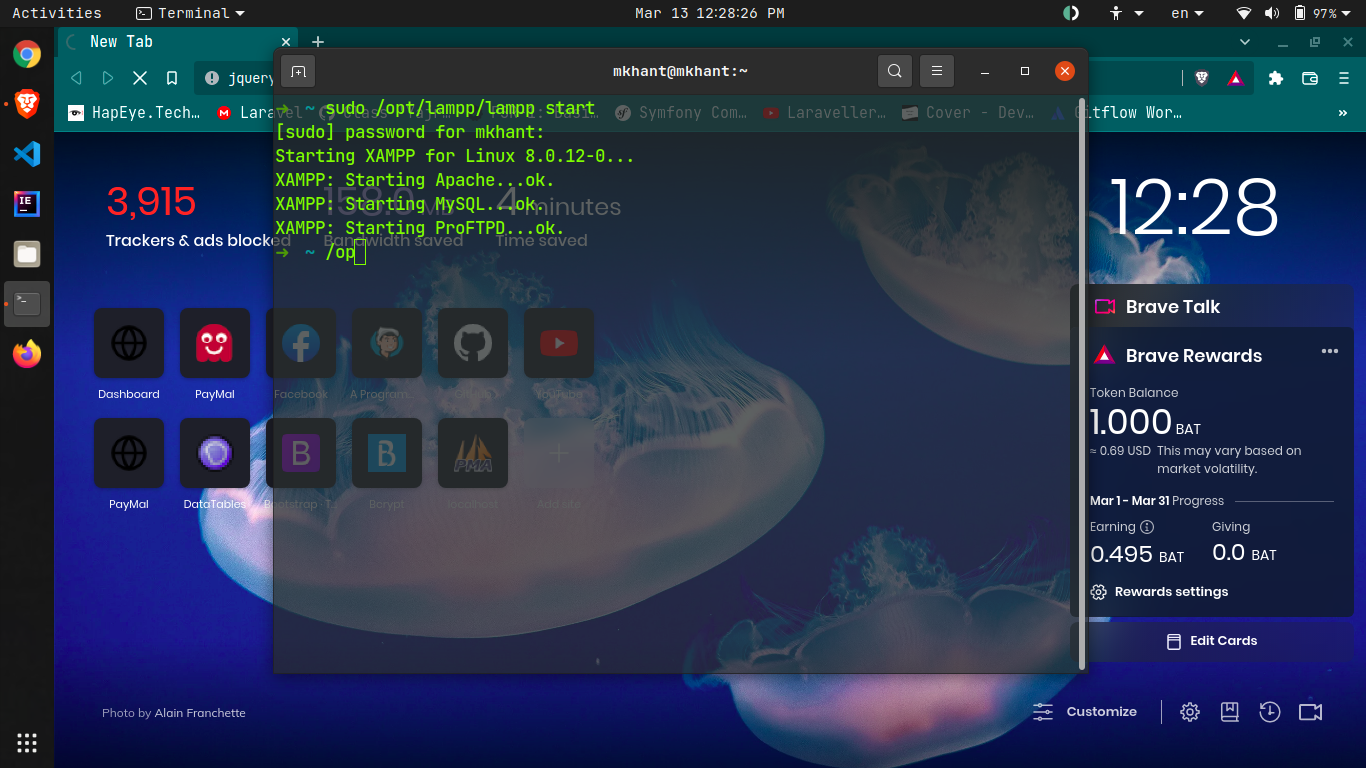 Activities
Terminal
Mar 13 12:28:26 PM
en
97%
New Tab
mkhant@mkhant:~
jquery
HapEye.Tech…
Laravel
Symfony Com…
Laraveller…
Cover - Dev…
Gitflow Wor…
»
➜ ~ sudo /opt/lampp/lampp start
[sudo] password for mkhant:
Starting XAMPP for Linux 8.0.12-0...
XAMPP: Starting Apache...ok.
XAMPP: Starting MySQL...ok.
XAMPP: Starting ProFTPD...ok.
➜ ~ /op
3,915
Trackers & ads blocked
158.0 MB
Bandwidth saved
4 minutes
Time saved
12:28
Dashboard
PayMal
Facebook
A Program…
GitHub
YouTube
PayMal
DataTables
Bootstrap · T…
Bcrypt
localhost
Add site
B
B
PMA
Brave Talk
Brave Rewards
Token Balance
1.000 BAT
≈ 0.69 USD This may vary based on
market volatility.
Mar 1 - Mar 31 Progress
Earning
Giving
0.495 BAT
0.0 BAT
Rewards settings
Edit Cards
Photo by Alain Franchette
Customize